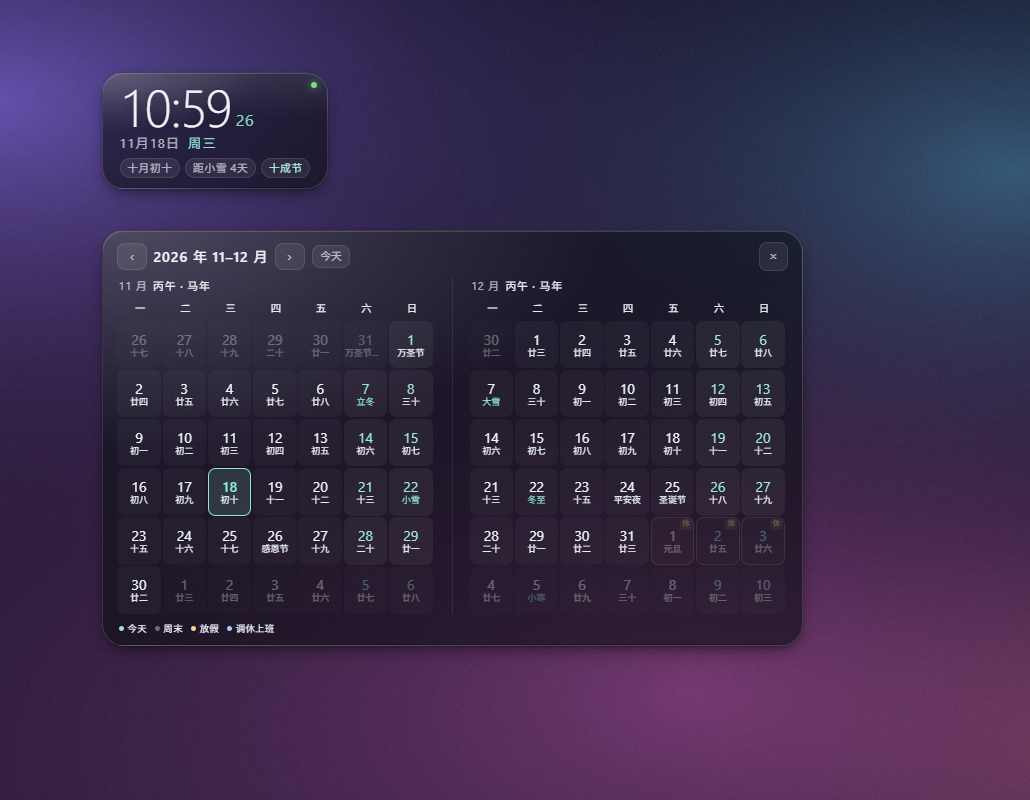 10:59 26
11月18日 周三
十月初十 距小雪 4天 十成节
‹ 2026 年 11–12 月 › 今天 ×
11 月 丙午 · 马年
一 二 三 四 五 六 日
26 27 28 29 30 31 1
十七 十八 十九 二十 廿一 万圣节... 万圣节
2 3 4 5 6 7 8
廿四 廿五 廿六 廿七 廿八 立冬 三十
9 10 11 12 13 14 15
初一 初二 初三 初四 初五 初六 初七
16 17 18 19 20 21 22
初八 初九 初十 十一 十二 十三 小雪
23 24 25 26 27 28 29
十五 十六 十七 感恩节 十九 二十 廿一
30 1 2 3 4 5 6
廿二 廿三 廿四 廿五 廿六 廿七 廿八
12 月 丙午 · 马年
一 二 三 四 五 六 日
30 1 2 3 4 5 6
廿二 廿三 廿四 廿五 廿六 廿七 廿八
7 8 9 10 11 12 13
大雪 三十 初一 初二 初三 初四 初五
14 15 16 17 18 19 20
初六 初七 初八 初九 初十 十一 十二
21 22 23 24 25 26 27
十三 冬至 十五 平安夜 圣诞节 十八 十九
28 29 30 31 1 休 2 休 3 休
二十 廿一 廿二 廿三 元旦 廿五 廿六
4 5 6 7 8 9 10
廿七 小寒 廿九 三十 初一 初二 初三
今天 周末 放假 调休上班